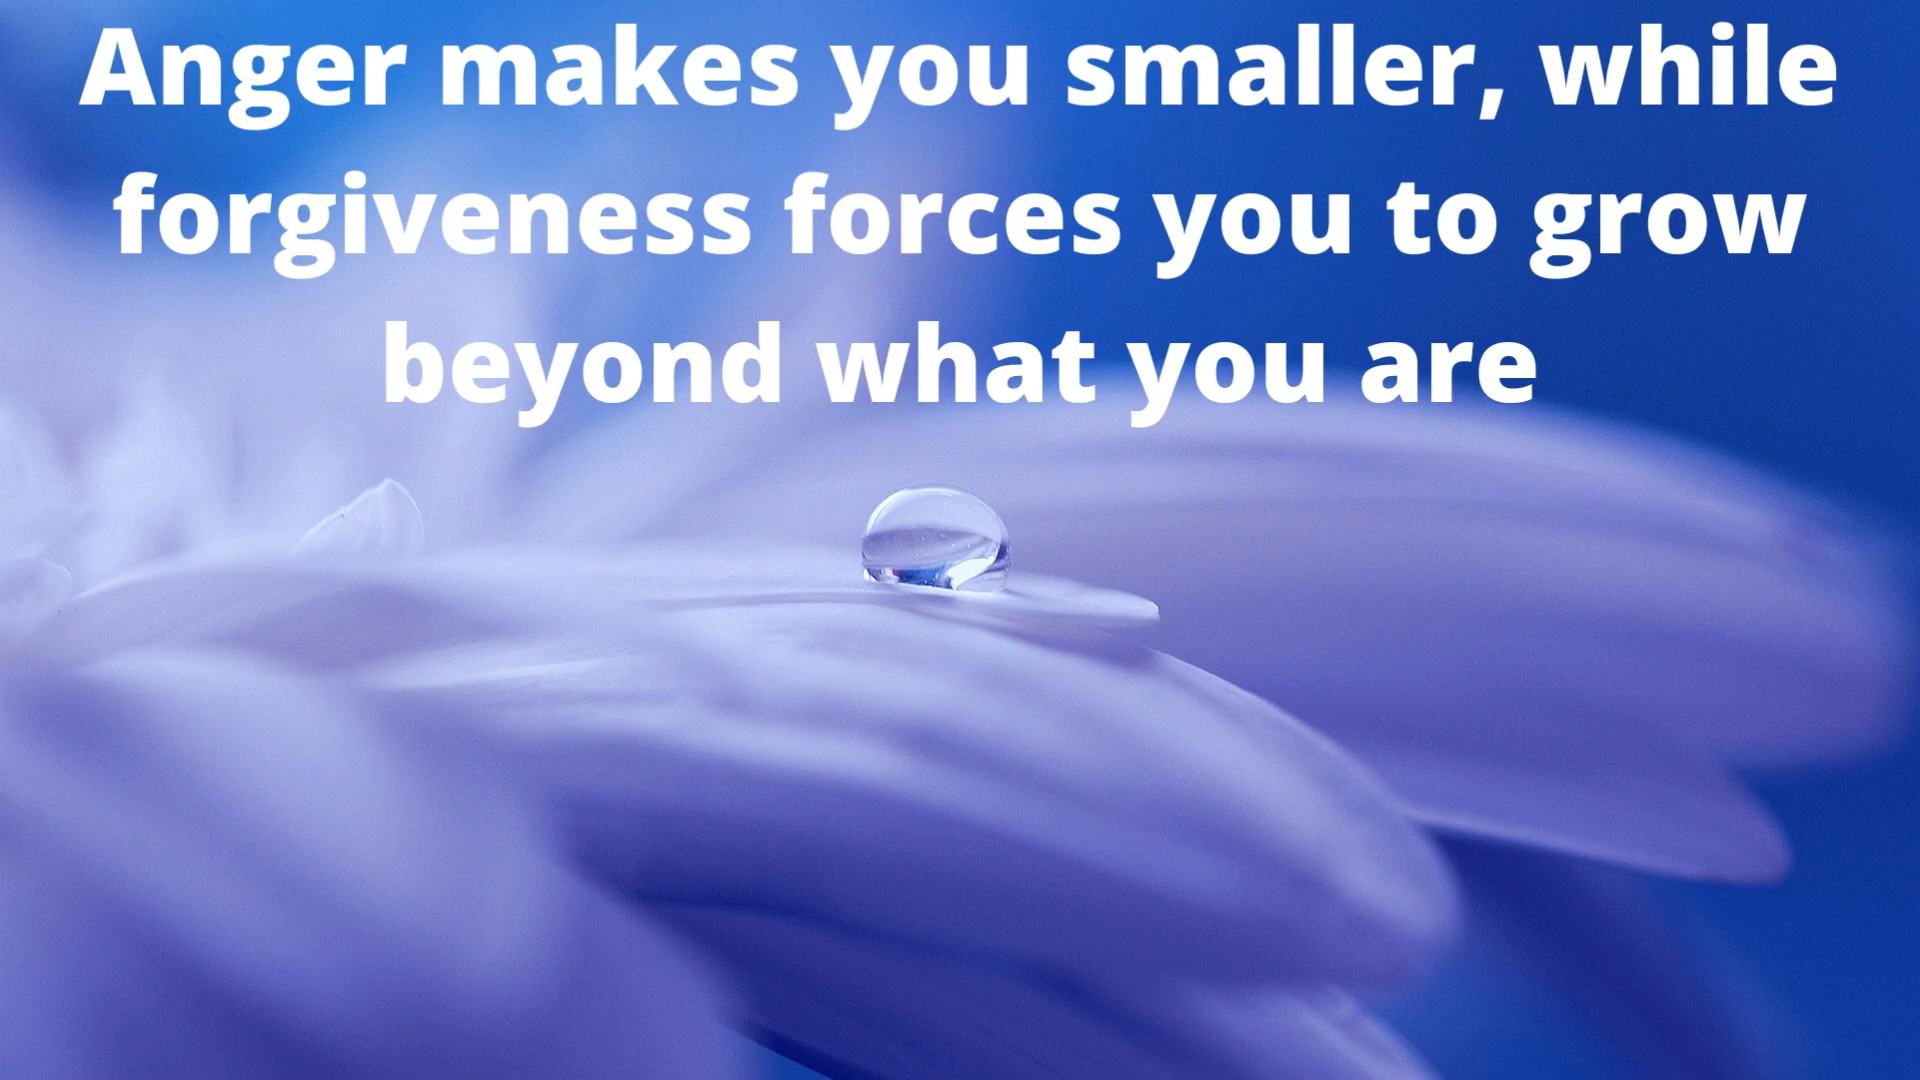 Anger makes you smaller, while
forgiveness forces you to grow
beyond what you are